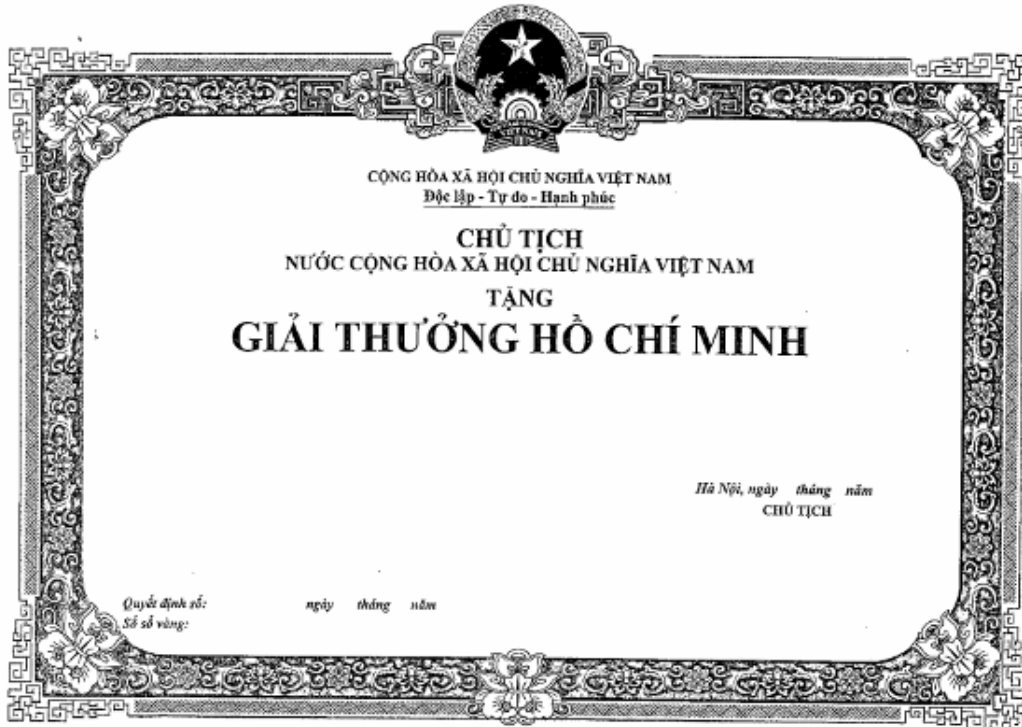 VIỆT NAM
CỘNG HÒA XÃ HỘI CHỦ NGHĨA VIỆT NAM
Độc lập - Tự do - Hạnh phúc
CHỦ TỊCH
NƯỚC CỘNG HÒA XÃ HỘI CHỦ NGHĨA VIỆT NAM
TẶNG
GIẢI THƯỞNG HỒ CHÍ MINH
Hà Nội, ngày tháng năm
CHỦ TỊCH
Quyết định số: ngày tháng năm
Số sổ vàng: